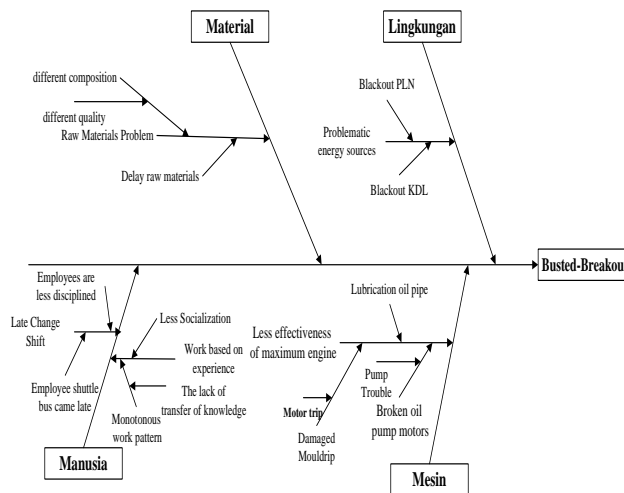 Material
Lingkungan
different composition
different quality
Raw Materials Problem
Delay raw materials
Blackout PLN
Problematic
energy sources
Blackout KDL
Busted-Breakou
Employees are
less disciplined
Late Change
Shift
Employee shuttle
bus came late
Less Socialization
Work based on
experience
The lack of
transfer of knowledge
Monotonous
work pattern
Manusia
Lubrication oil pipe
Less effectiveness
of maximum engine
Pump
Trouble
Motor trip
Broken oil
pump motors
Damaged
Mouldrip
Mesin